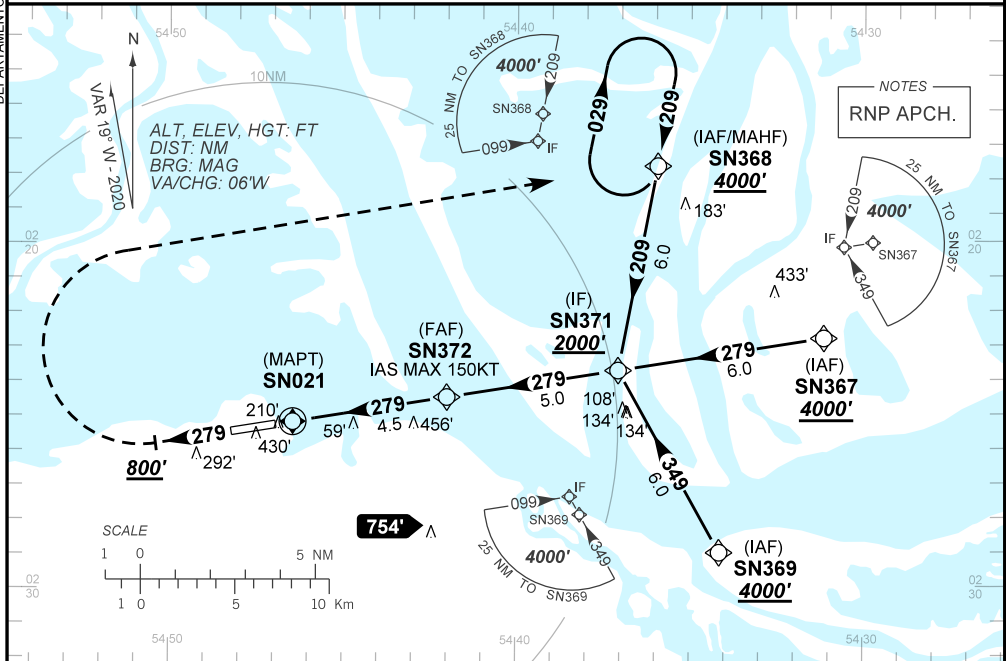 DEPARTAMENTO
54 50
54 40
54 30
N
VAR 19° W - 2020
10NM
ALT, ELEV, HGT: FT
DIST: NM
BRG: MAG
VA/CHG: 06'W
25 NM TO SN368
4000'
209
SN368
IF
099
029
209
(IAF/MAHF)
SN368
4000'
183'
NOTES
RNP APCH.
25 NM TO SN367
209
4000'
IF
SN367
349
02
20
02
20
433'
209
6.0
(IF)
SN371
2000'
279
6.0
(IAF)
SN367
4000'
(FAF)
SN372
IAS MAX 150KT
279
5.0
108'
134'
134'
(MAPT)
SN021
210'
279
4.5
59'
456'
430'
279
292'
800'
349
6.0
(IAF)
SN369
4000'
099
IF
SN369
349
4000'
25 NM TO SN369
754'
SCALE
1 0 5 NM
1 0 5 10 Km
02
30
02
30
54 50
54 40
54 30